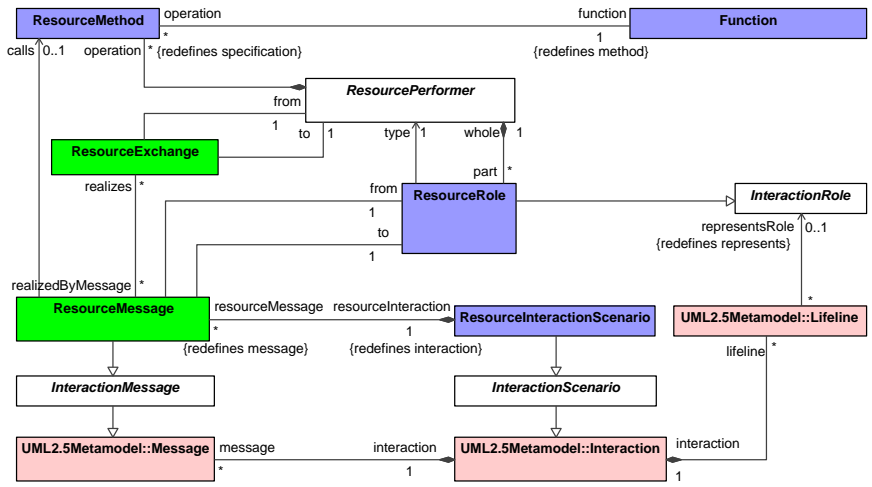 ResourceMethod
operation
function
Function
*
1
calls
0..1
operation
*
{redefines specification}
{redefines method}
ResourcePerformer
from
1
to
1
type
1
whole
1
ResourceExchange
realizes
*
part
*
from
1
ResourceRole
InteractionRole
to
1
representsRole
0..1
{redefines represents}
realizedByMessage
*
*
ResourceMessage
resourceMessage
resourceInteraction
ResourceInteractionScenario
UML2.5Metamodel::Lifeline
*
1
{redefines message}
{redefines interaction}
lifeline
*
InteractionMessage
InteractionScenario
UML2.5Metamodel::Message
message
interaction
UML2.5Metamodel::Interaction
interaction
*
1
1